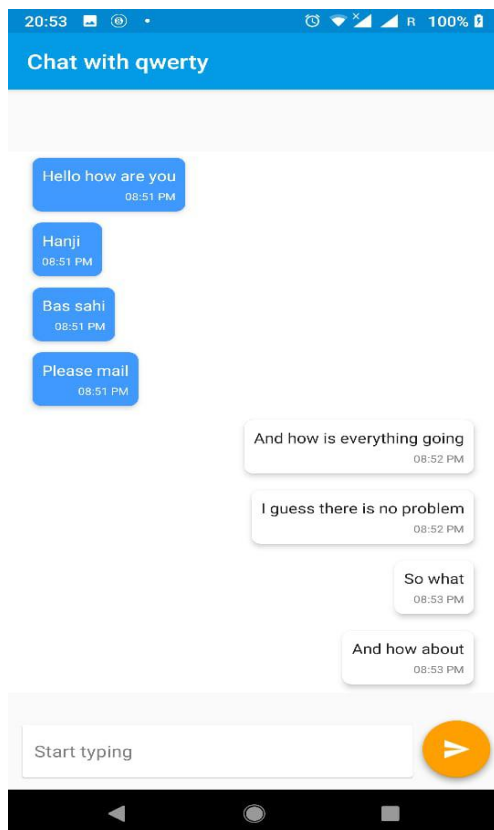 20:53 R 100%
Chat with qwerty
Hello how are you
08:51 PM
Hanji
08:51 PM
Bas sahi
08:51 PM
Please mail
08:51 PM
And how is everything going
08:52 PM
I guess there is no problem
08:52 PM
So what
08:53 PM
And how about
08:53 PM
Start typing